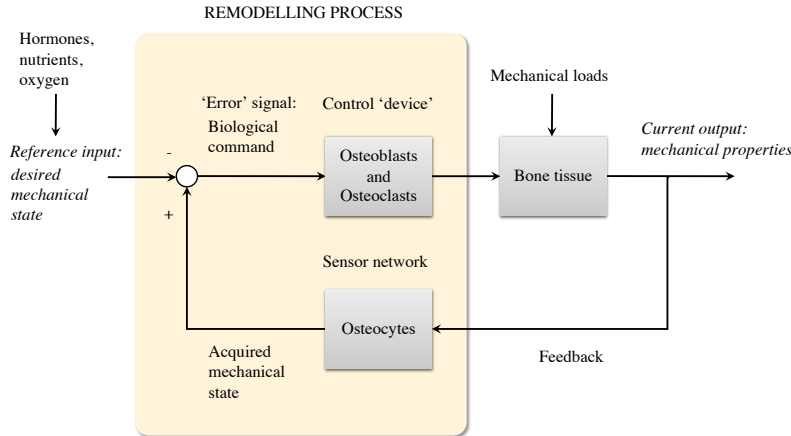 REMODELLING PROCESS
Hormones,
nutrients,
oxygen
Mechanical loads
‘Error’ signal:
Biological
command
Control ‘device’
Current output:
mechanical properties
Reference input:
desired
mechanical
state
-
+
Osteoblasts
and
Osteoclasts
Bone tissue
Sensor network
Osteocytes
Acquired
mechanical
state
Feedback